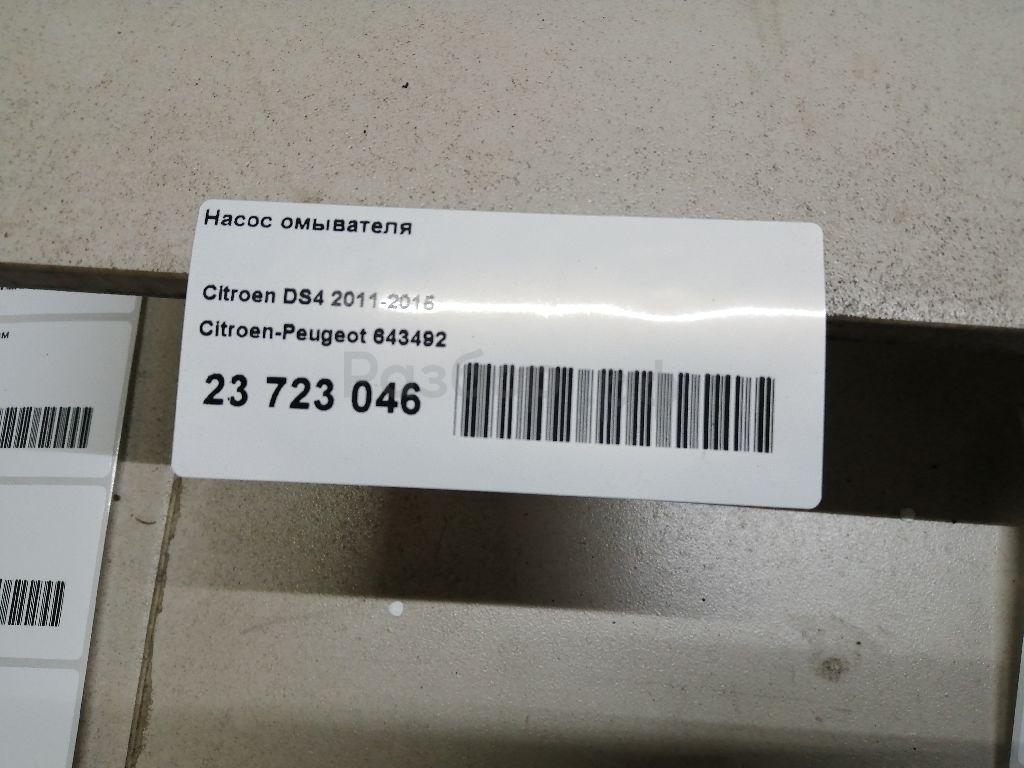 Насос омывателя
Citroen DS4 2011-2015
Citroen-Peugeot 643492
23 723 046